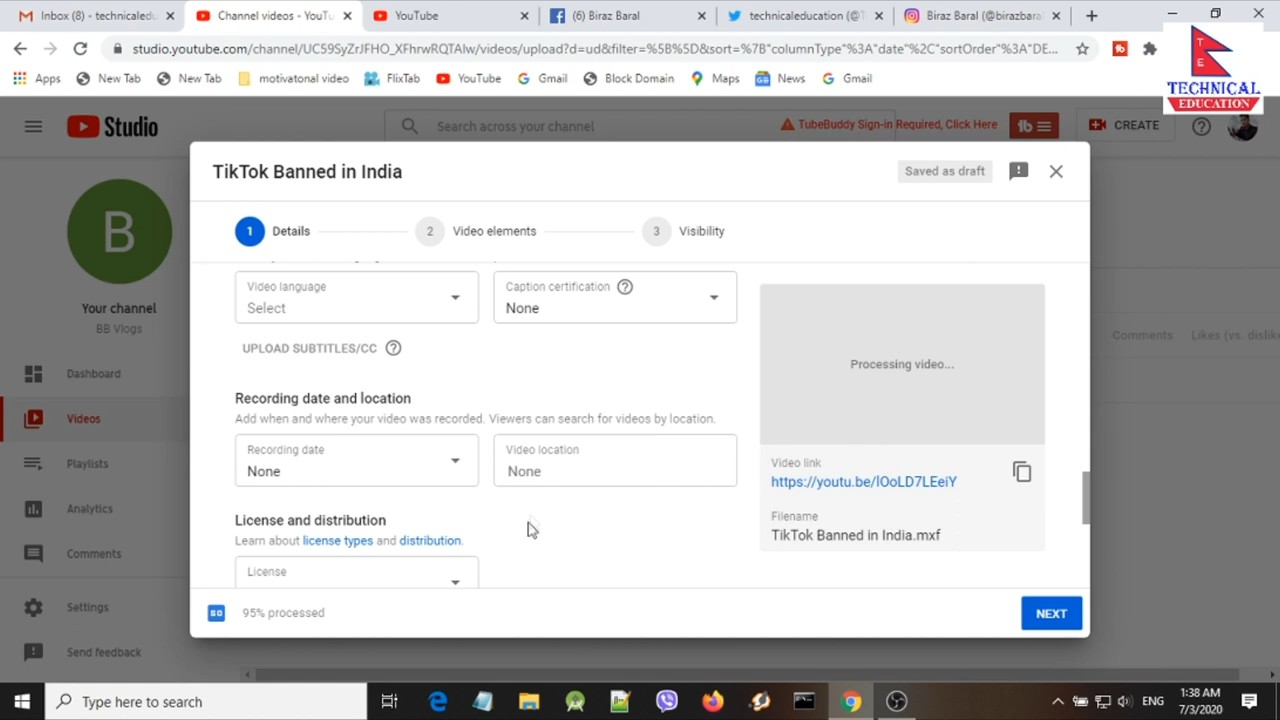 Inbox (8) - technicaledu
Channel videos - YouTu
YouTube
(6) Biraz Baral
technicaleducation (@T
Biraz Baral (@birazbara
studio.youtube.com/channel/UC59SyZrJFHO_XFhrwRQTAlw/videos/upload?d=ud&filter=%5B%5D&sort=%7B"columnType"%3A"date"%2C"sortOrder"%3A"DE...
Apps
New Tab
New Tab
motivatonal video
FlixTab
YouTube
Gmail
Block Domain
Maps
News
Gmail
T
E
TECHNICAL
EDUCATION
Studio
Search across your channel
TubeBuddy Sign-in Required, Click Here
tb
CREATE
TikTok Banned in India
Saved as draft
1 Details
2 Video elements
3 Visibility
B
Your channel
BB Vlogs
Dashboard
Videos
Playlists
Analytics
Comments
Settings
Send feedback
Video language
Select
Caption certification
None
UPLOAD SUBTITLES/CC
Recording date and location
Add when and where your video was recorded. Viewers can search for videos by location.
Recording date
None
Video location
None
License and distribution
Learn about license types and distribution.
License
Processing video...
Video link
https://youtu.be/lOoLD7LEeiY
Filename
TikTok Banned in India.mxf
Comments
Likes (vs. dislike
SD
95% processed
NEXT
Type here to search
ENG
1:38 AM
7/3/2020